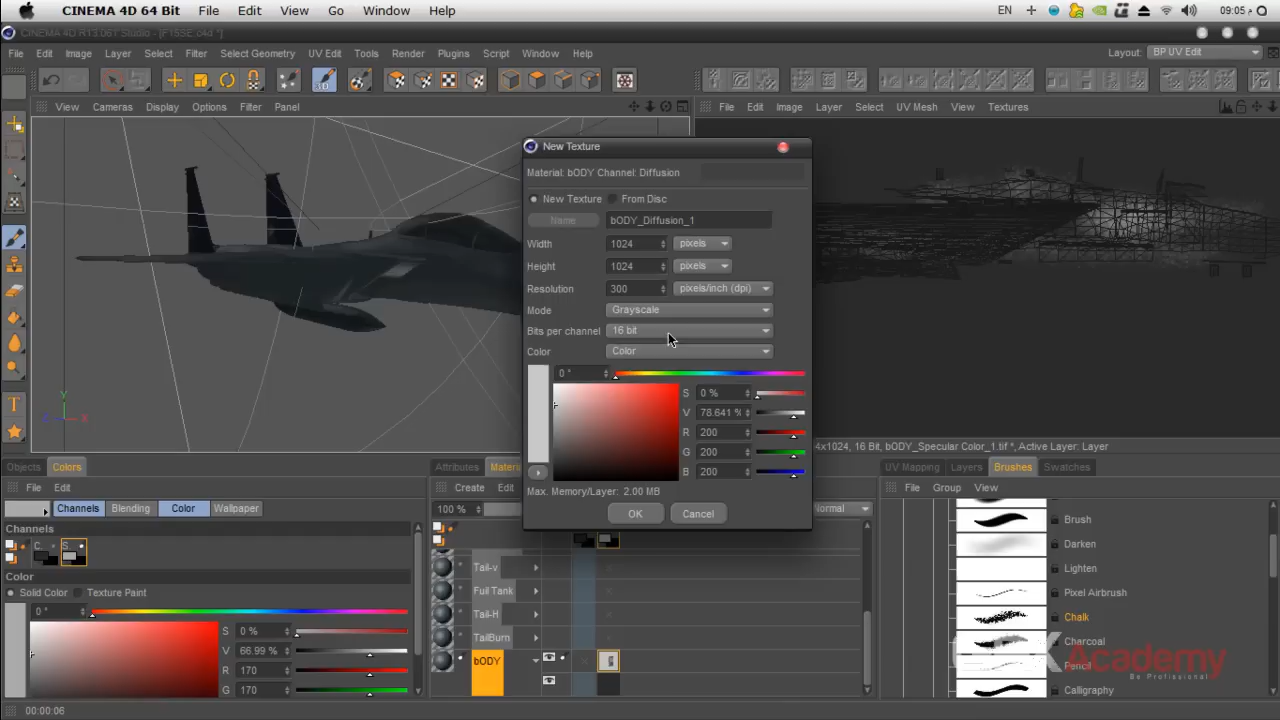 CINEMA 4D 64 Bit File Edit View Go Window Help EN 09:05 م
CINEMA 4D R13.061 Studio - [F15SE.c4d *]
File Edit Image Layer Select Filter Select Geometry UV Edit Tools Render Plugins Script Window Help Layout: BP UV Edit
View Cameras Display Options Filter Panel
File Edit Image Layer Select UV Mesh View Textures
New Texture
Material: bODY Channel: Diffusion
New Texture From Disc
Name bODY_Diffusion_1
Width 1024 pixels
Height 1024 pixels
Resolution 300 pixels/inch (dpi)
Mode Grayscale
Bits per channel 16 bit
Color Color
0 °
S 0 %
V 78.641 %
R 200
G 200
B 200
Max. Memory/Layer: 2.00 MB
OK Cancel
Y
X
4x1024, 16 Bit, bODY_Specular Color_1.tif *, Active Layer: Layer
Objects Colors
File Edit
Channels Blending Color Wallpaper
Channels
C. S.
Color
Solid Color Texture Paint
0 °
S 0 %
V 66.99 %
R 170
G 170
00:00:06
Attributes
Create Edit
100 % Normal
Tail-v
Full Tank
Tail-H
TailBurn
bODY
UV Mapping Layers Brushes Swatches
File Group View
Brush
Darken
Lighten
Pixel Airbrush
Chalk
Charcoal
Pencil
Calligraphy
Academy
Be Professional